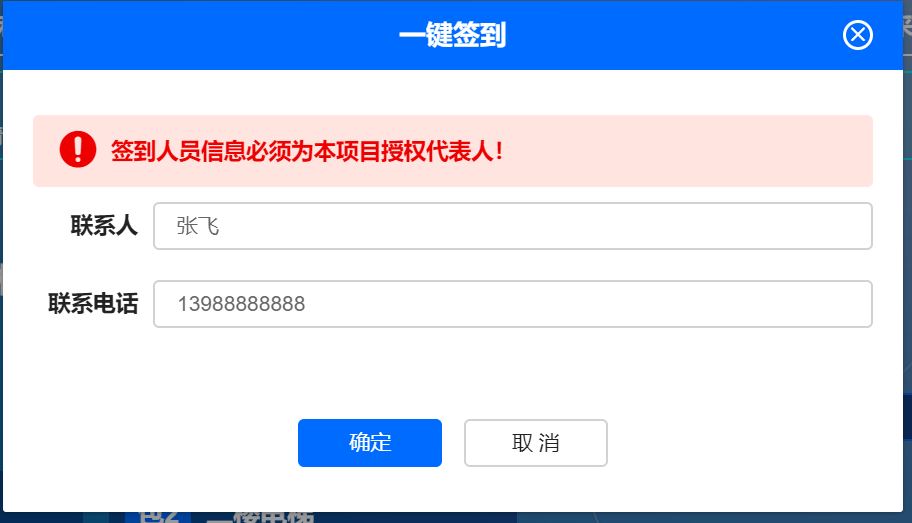 一键签到
签到人员信息必须为本项目授权代表人！
联系人 张飞
联系电话 13988888888
确定 取 消